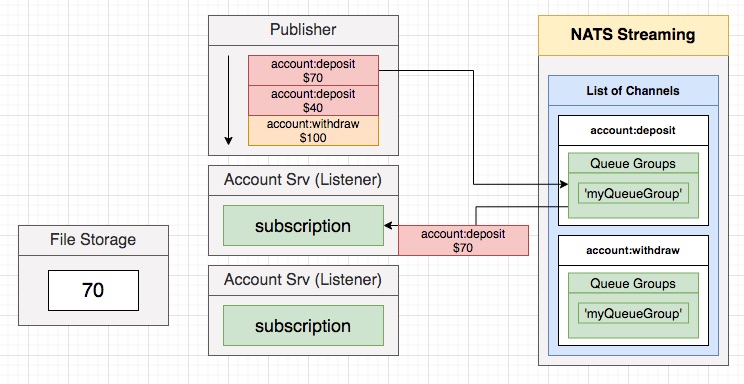 Publisher
account:deposit
$70
account:deposit
$40
account:withdraw
$100
Account Srv (Listener)
subscription
account:deposit
$70
Account Srv (Listener)
subscription
File Storage
70
NATS Streaming
List of Channels
account:deposit
Queue Groups
'myQueueGroup'
account:withdraw
Queue Groups
'myQueueGroup'